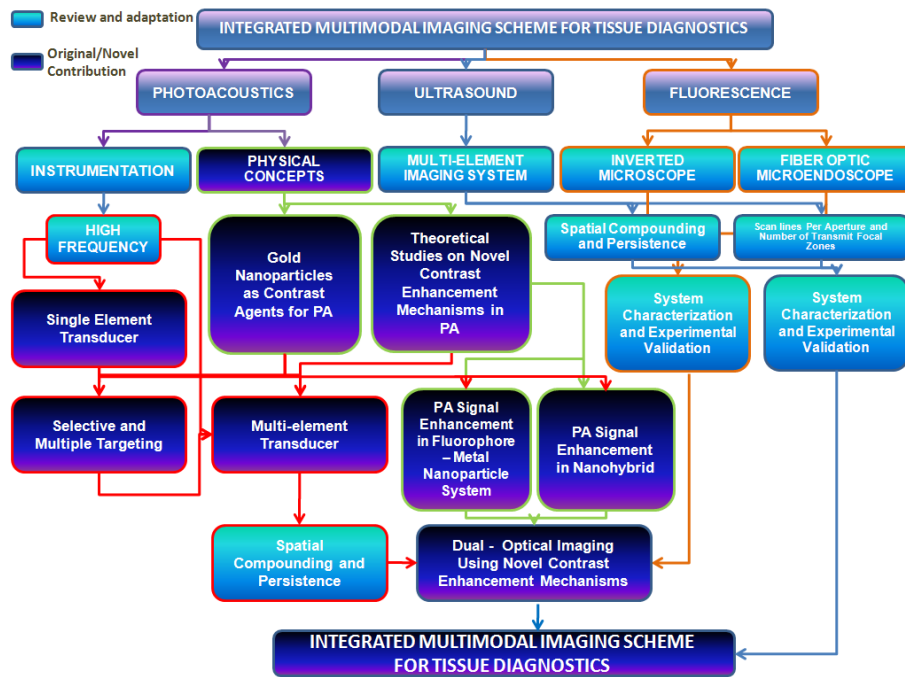 Review and adaptation
Original/Novel
Contribution
INTEGRATED MULTIMODAL IMAGING SCHEME FOR TISSUE DIAGNOSTICS
PHOTOACOUSTICS
ULTRASOUND
FLUORESCENCE
INSTRUMENTATION
PHYSICAL
CONCEPTS
MULTI-ELEMENT
IMAGING SYSTEM
INVERTED
MICROSCOPE
FIBER OPTIC
MICROENDOSCOPE
HIGH
FREQUENCY
Gold
Nanoparticles
as Contrast
Agents for PA
Theoretical
Studies on Novel
Contrast
Enhancement
Mechanisms in
PA
Spatial Compounding
and Persistence
Scan lines Per Aperture and
Number of Transmit Focal
Zones
Single Element
Transducer
System
Characterization
and Experimental
Validation
System
Characterization
and Experimental
Validation
Selective and
Multiple Targeting
Multi-element
Transducer
PA Signal
Enhancement
in Fluorophore
– Metal
Nanoparticle
System
PA Signal
Enhancement
in Nanohybrid
Spatial
Compounding and
Persistence
Dual - Optical Imaging
Using Novel Contrast
Enhancement Mechanisms
INTEGRATED MULTIMODAL IMAGING SCHEME
FOR TISSUE DIAGNOSTICS